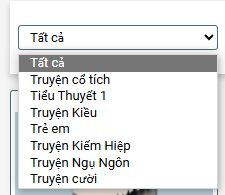 Tất cả
Tất cả
Truyện cổ tích
Tiểu Thuyết 1
Truyện Kiều
Trẻ em
Truyện Kiếm Hiệp
Truyện Ngụ Ngôn
Truyện cười